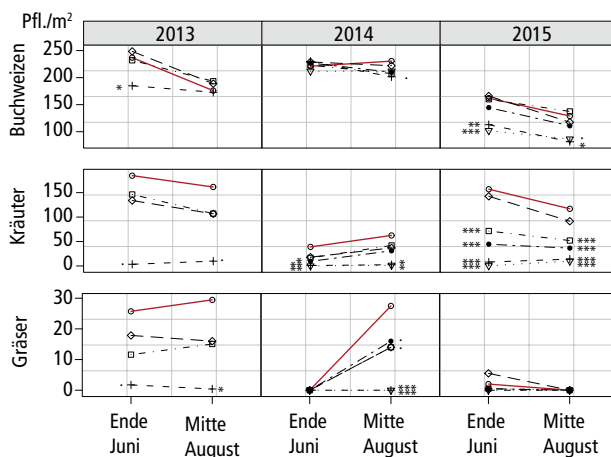 Pfl./m²
2013 2014 2015
Buchweizen
250
200
150
100
* · ** *** · *
Kräuter
150
100
50
0
· · * ** ** * * *** *** *** *** *** *** *** ***
Gräser
30
20
10
0
· * · · *** ***
Ende Juni
Mitte August
Ende Juni
Mitte August
Ende Juni
Mitte August